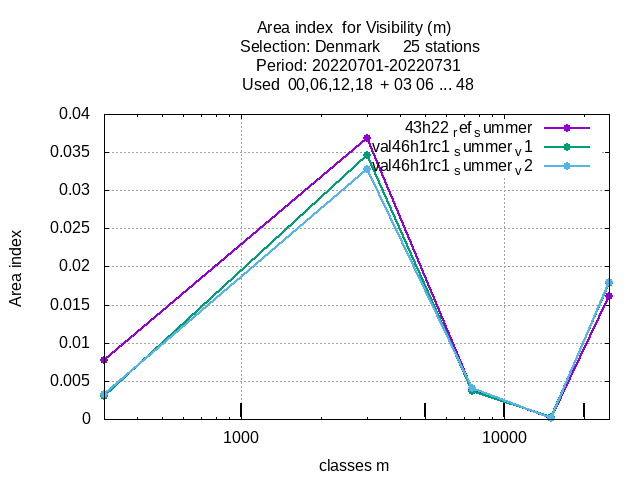 Area index  for Visibility (m)
Selection: Denmark     25 stations
Period: 20220701-20220731
Used  00,06,12,18  + 03 06 ... 48
43h22 ref summer
val46h1rc1 summer v1
val46h1rc1 summer v2
Area index
0.04
0.035
0.03
0.025
0.02
0.015
0.01
0.005
0
1000
10000
classes m